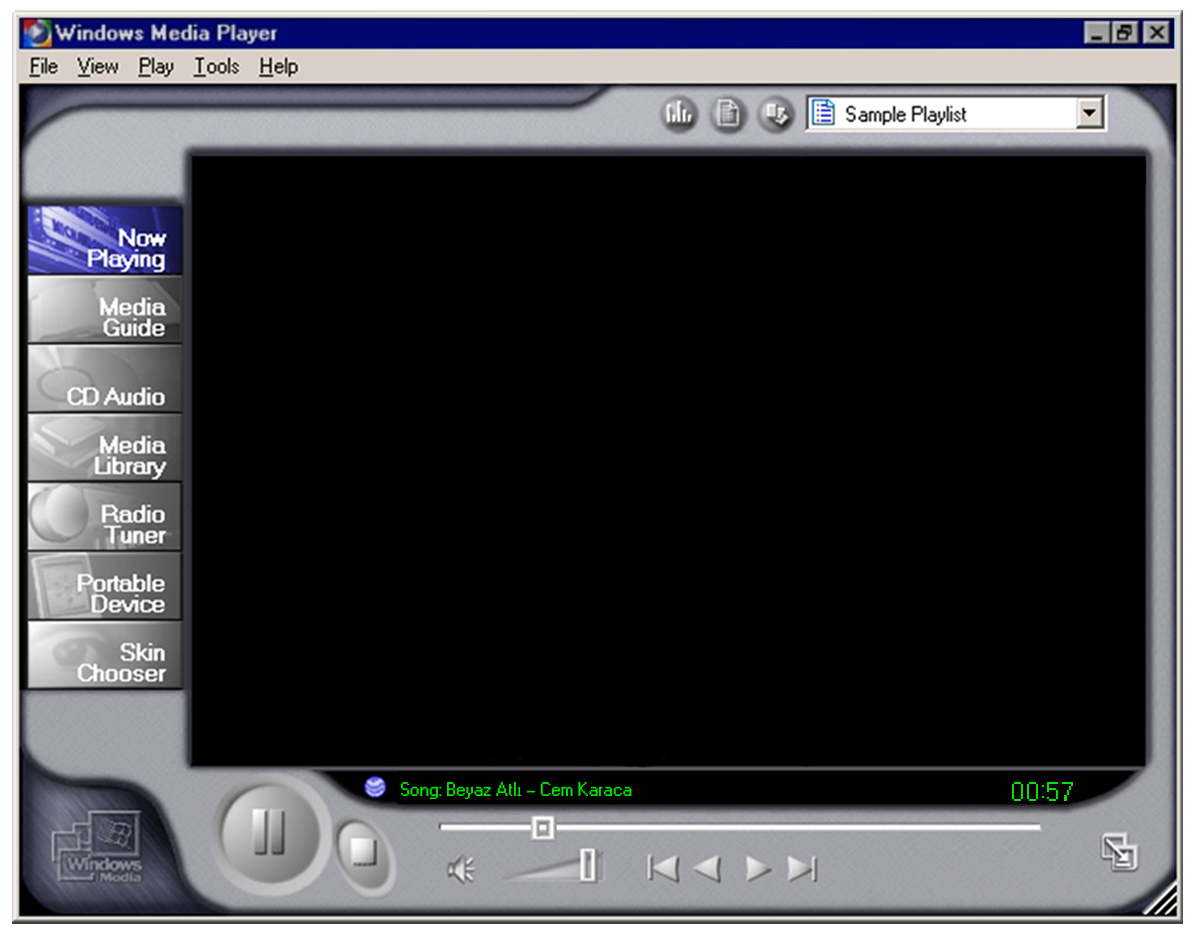 Windows Media Player
File View Play Tools Help
Sample Playlist
Now
Playing
Media
Guide
CD Audio
Media
Library
Radio
Tuner
Portable
Device
Skin
Chooser
Song: Beyaz Atlı – Cem Karaca
00:57
Windows
Media